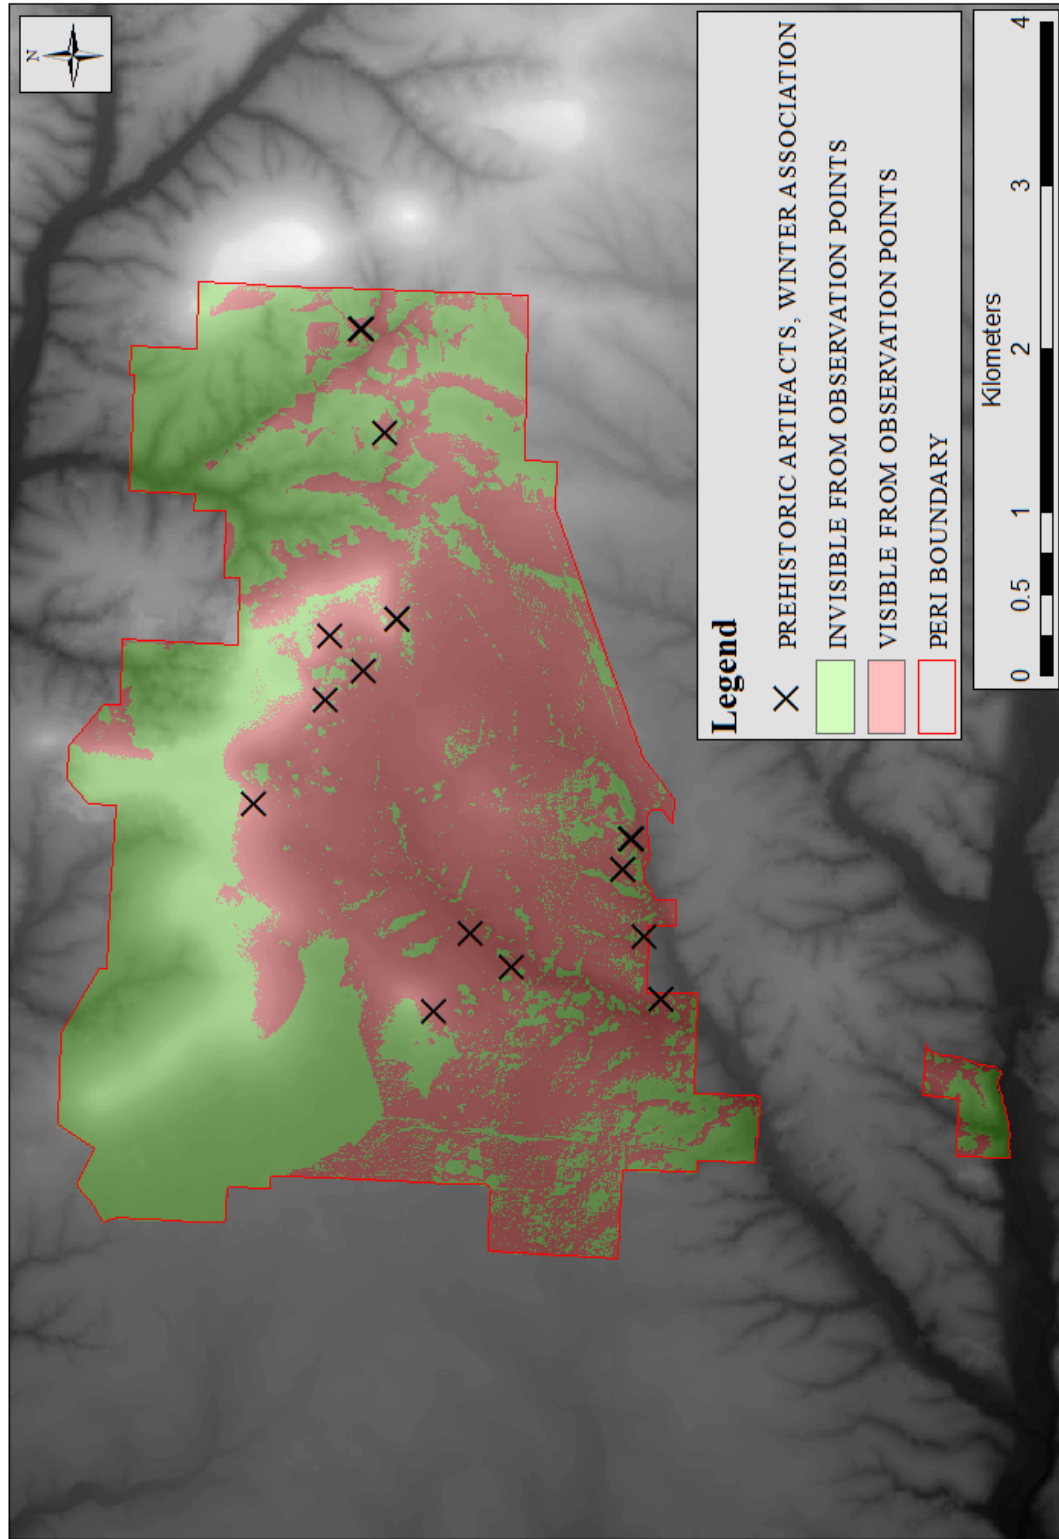 N
Legend
PREHISTORIC ARTIFACTS, WINTER ASSOCIATION
INVISIBLE FROM OBSERVATION POINTS
VISIBLE FROM OBSERVATION POINTS
PERI BOUNDARY
Kilometers
0 0.5 1 2 3 4